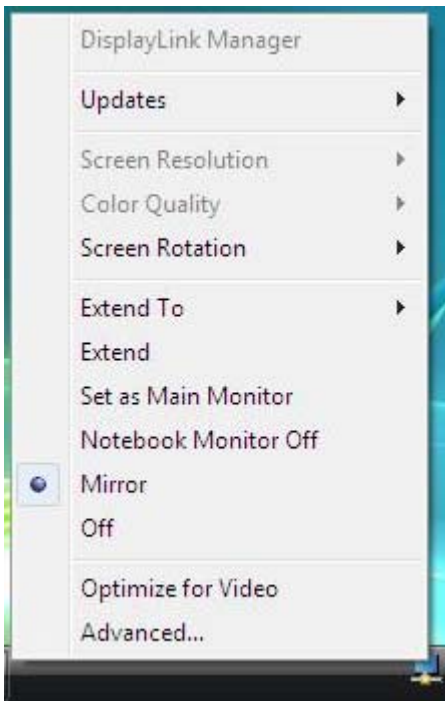 DisplayLink Manager
Updates
Screen Resolution
Color Quality
Screen Rotation
Extend To
Extend
Set as Main Monitor
Notebook Monitor Off
Mirror
Off
Optimize for Video
Advanced...